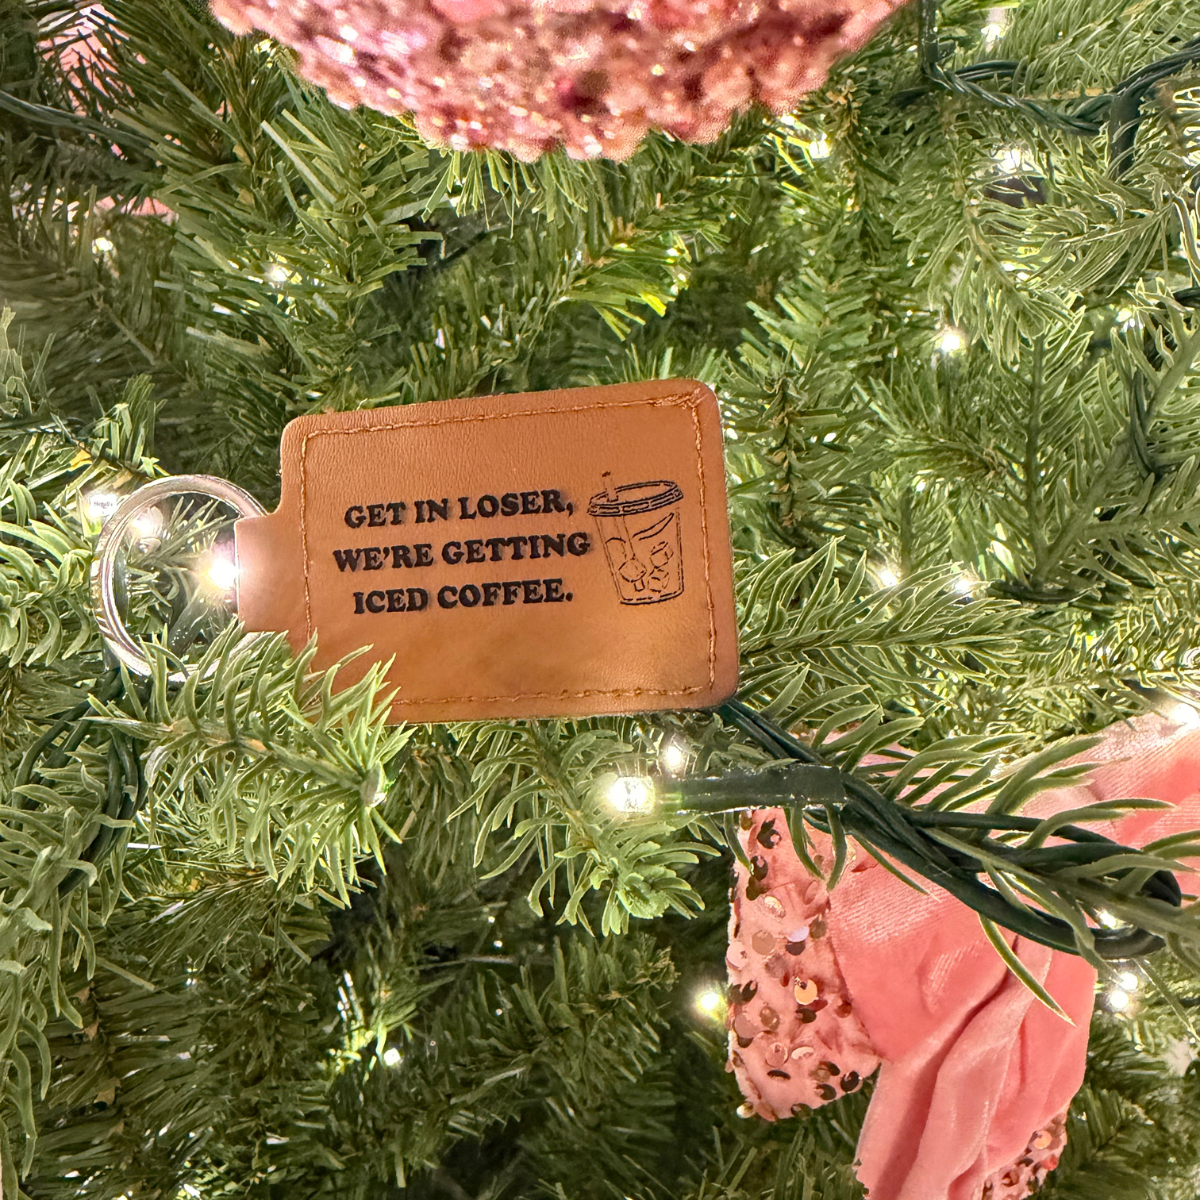 GET IN LOSER,
WE'RE GETTING
ICED COFFEE.